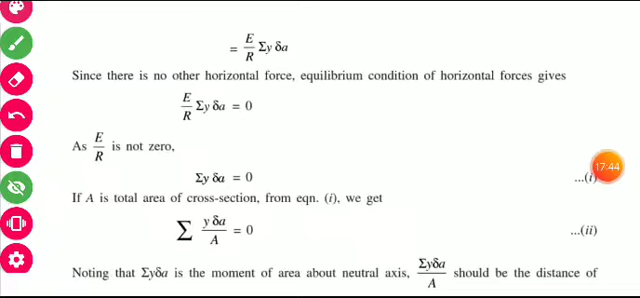 = E/R Σy δa
Since there is no other horizontal force, equilibrium condition of horizontal forces gives
E/R Σy δa = 0
As E/R is not zero,
17:44
Σy δa = 0 ...(i)
If A is total area of cross-section, from eqn. (i), we get
∑ y δa/A = 0 ...(ii)
Noting that Σyδa is the moment of area about neutral axis, Σyδa/A should be the distance of